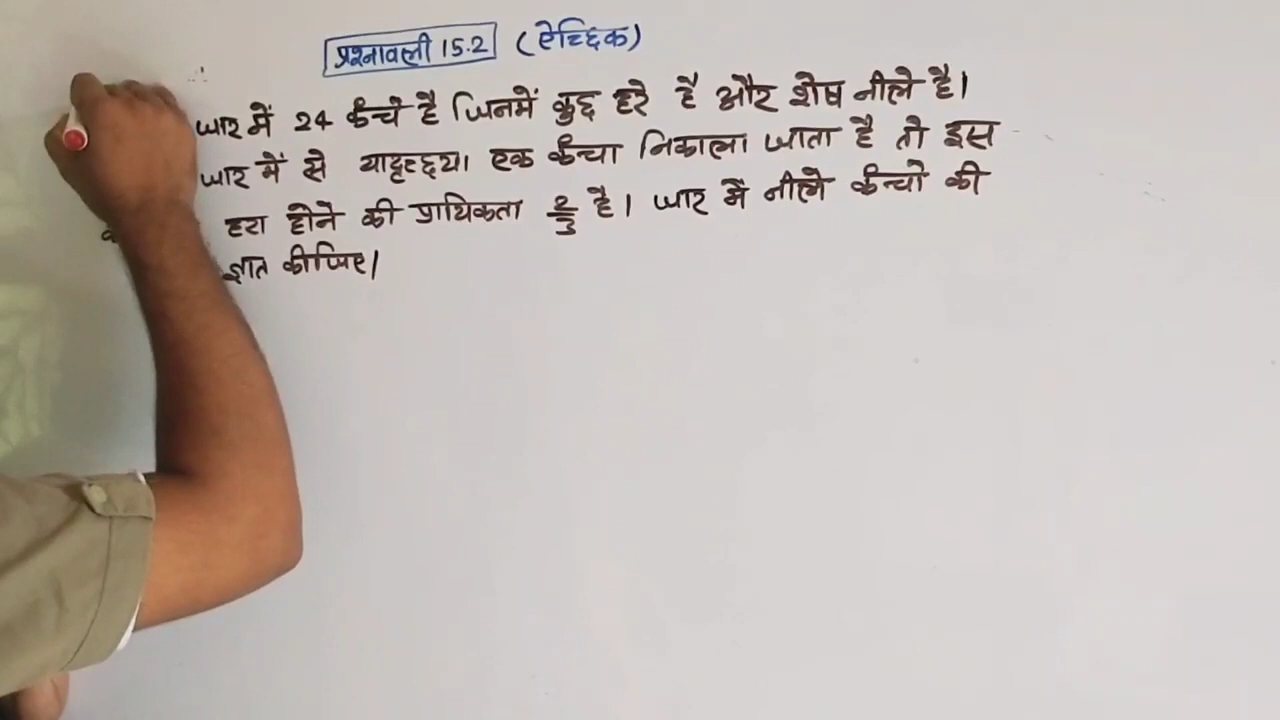 प्रश्नावली 15.2 (ऐच्छिक)
जार में 24 कंचे है जिनमें कुछ हरे है और शेष नीले है।
जार में से यादृच्छया एक कंन्चा निकाला जाता है तो इस
हरा होने की प्रायिकता 2/3 है। जार में नीले कंन्चो की
ज्ञात कीजिए।